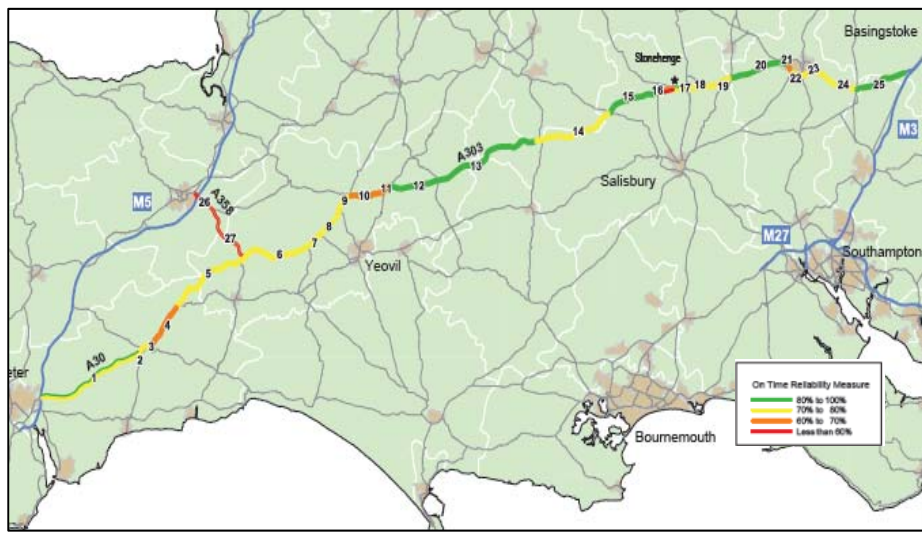 Basingstoke
Stonehenge
15 16 17 18 19 20 21 22 23 24 25
M3
A303
14
13
12
11
10
9
Salisbury
M5
A358
26
27
8
7
6
5
Yeovil
M27
Southampton
4
3
2
1
A30
eter
Bournemouth
On Time Reliability Measure
80% to 100%
70% to 80%
60% to 70%
Less than 60%